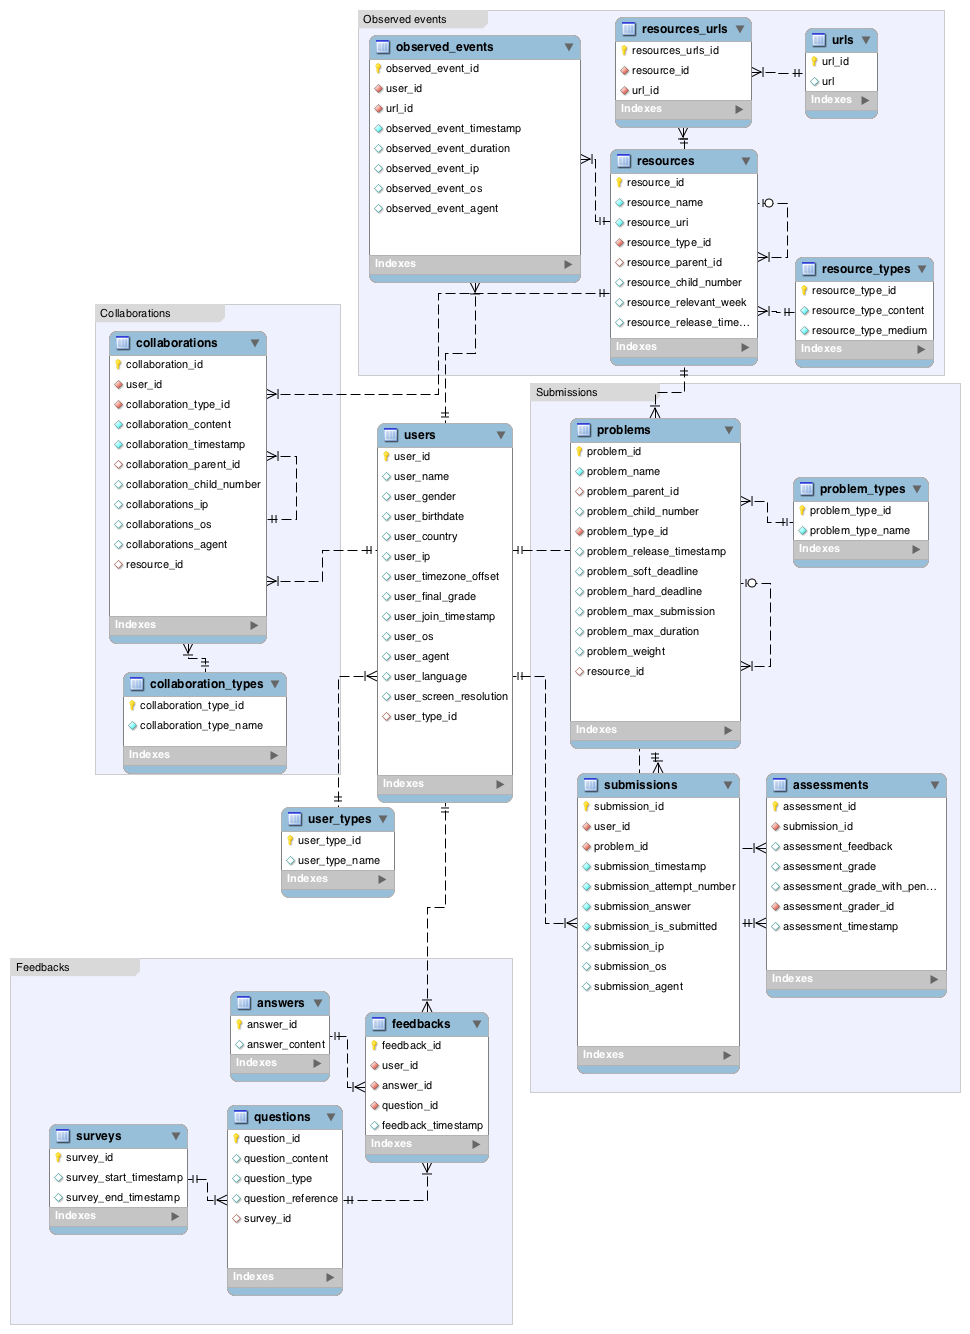 Observed events
observed_events
observed_event_id
user_id
url_id
observed_event_timestamp
observed_event_duration
observed_event_ip
observed_event_os
observed_event_agent
Indexes
resources_urls
resources_urls_id
resource_id
url_id
Indexes
urls
url_id
url
Indexes
resources
resource_id
resource_name
resource_uri
resource_type_id
resource_parent_id
resource_child_number
resource_relevant_week
resource_release_time...
Indexes
resource_types
resource_type_id
resource_type_content
resource_type_medium
Indexes
Collaborations
collaborations
collaboration_id
user_id
collaboration_type_id
collaboration_content
collaboration_timestamp
collaboration_parent_id
collaboration_child_number
collaborations_ip
collaborations_os
collaborations_agent
resource_id
Indexes
collaboration_types
collaboration_type_id
collaboration_type_name
Indexes
users
user_id
user_name
user_gender
user_birthdate
user_country
user_ip
user_timezone_offset
user_final_grade
user_join_timestamp
user_os
user_agent
user_language
user_screen_resolution
user_type_id
Indexes
user_types
user_type_id
user_type_name
Indexes
Submissions
problems
problem_id
problem_name
problem_parent_id
problem_child_number
problem_type_id
problem_release_timestamp
problem_soft_deadline
problem_hard_deadline
problem_max_submission
problem_max_duration
problem_weight
resource_id
Indexes
problem_types
problem_type_id
problem_type_name
Indexes
submissions
submission_id
user_id
problem_id
submission_timestamp
submission_attempt_number
submission_answer
submission_is_submitted
submission_ip
submission_os
submission_agent
Indexes
assessments
assessment_id
submission_id
assessment_feedback
assessment_grade
assessment_grade_with_pen...
assessment_grader_id
assessment_timestamp
Indexes
Feedbacks
answers
answer_id
answer_content
Indexes
feedbacks
feedback_id
user_id
answer_id
question_id
feedback_timestamp
Indexes
surveys
survey_id
survey_start_timestamp
survey_end_timestamp
Indexes
questions
question_id
question_content
question_type
question_reference
survey_id
Indexes